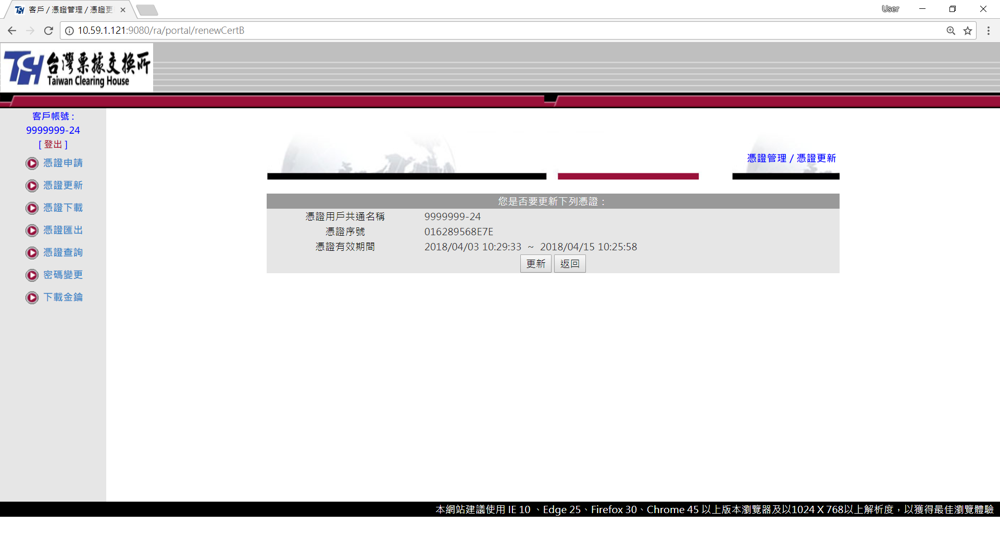 客戶 / 憑證管理 / 憑證更
User
10.59.1.121:9080/ra/portal/renewCertB
TCH 台灣票據交換所
Taiwan Clearing House
客戶帳號 :
9999999-24
[ 登出 ]
憑證申請
憑證更新
憑證下載
憑證匯出
憑證查詢
密碼變更
下載金鑰
憑證管理 / 憑證更新
您是否要更新下列憑證：
憑證用戶共通名稱 9999999-24
憑證序號 016289568E7E
憑證有效期間 2018/04/03 10:29:33 ~ 2018/04/15 10:25:58
更新 返回
本網站建議使用 IE 10 、Edge 25、Firefox 30、Chrome 45 以上版本瀏覽器及以1024 X 768以上解析度，以獲得最佳瀏覽體驗